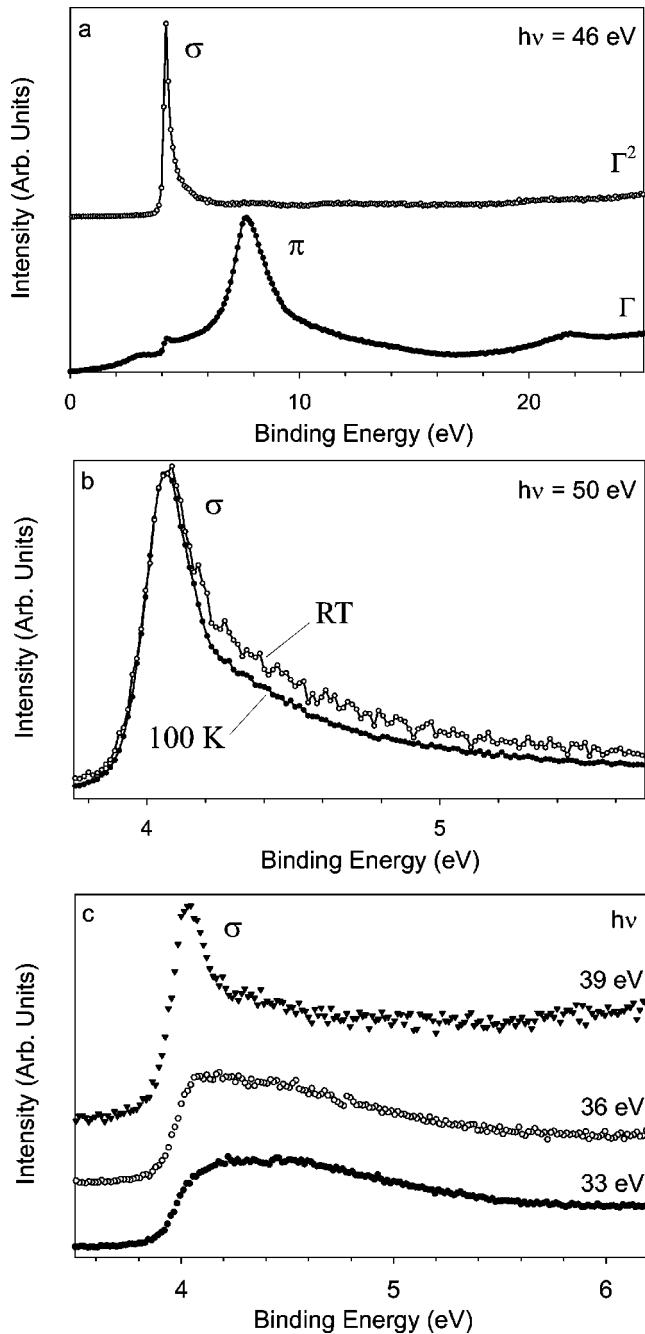 a
hν = 46 eV
σ
Γ²
π
Γ
Intensity (Arb. Units)
0 10 20
Binding Energy (eV)
b
hν = 50 eV
σ
RT
100 K
Intensity (Arb. Units)
4 5
Binding Energy (eV)
c
hν
σ
39 eV
36 eV
33 eV
Intensity (Arb. Units)
4 5 6
Binding Energy (eV)